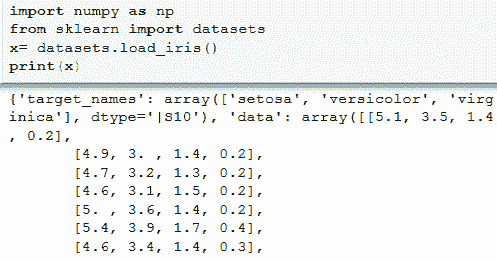 import numpy as np
from sklearn import datasets
x= datasets.load_iris()
print(x)
{'target_names': array(['setosa', 'versicolor', 'virg
inica'], dtype='|S10'), 'data': array([[5.1, 3.5, 1.4
, 0.2],
       [4.9, 3. , 1.4, 0.2],
       [4.7, 3.2, 1.3, 0.2],
       [4.6, 3.1, 1.5, 0.2],
       [5. , 3.6, 1.4, 0.2],
       [5.4, 3.9, 1.7, 0.4],
       [4.6, 3.4, 1.4, 0.3],